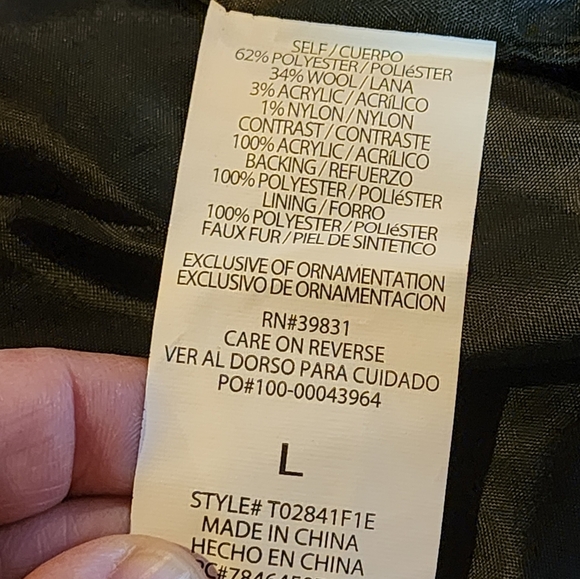 SELF / CUERPO
62% POLYESTER / POLIéSTER
34% WOOL / LANA
3% ACRYLIC / ACRíLICO
1% NYLON / NYLON
CONTRAST / CONTRASTE
100% ACRYLIC / ACRíLICO
BACKING / REFUERZO
100% POLYESTER / POLIéSTER
LINING / FORRO
100% POLYESTER / POLIéSTER
FAUX FUR / PIEL DE SINTETICO
EXCLUSIVE OF ORNAMENTATION
EXCLUSIVO DE ORNAMENTACION
RN#39831
CARE ON REVERSE
VER AL DORSO PARA CUIDADO
PO#100-00043964
L
STYLE# T02841F1E
MADE IN CHINA
HECHO EN CHINA